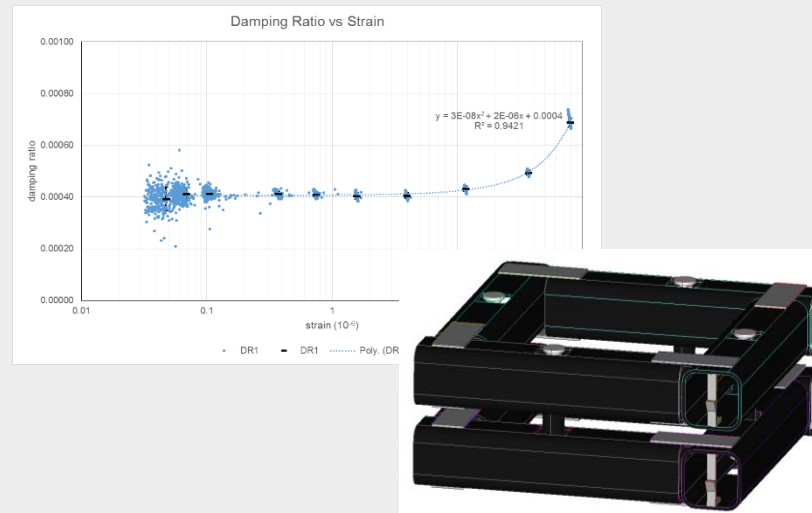 Damping Ratio vs Strain
0.00100
0.00080
0.00060
0.00040
0.00020
0.00000
damping ratio
y = 3E-08x² + 2E-06x + 0.0004
R² = 0.9421
0.01
0.1
1
strain (10⁻⁶)
DR1
DR1
Poly. (DR